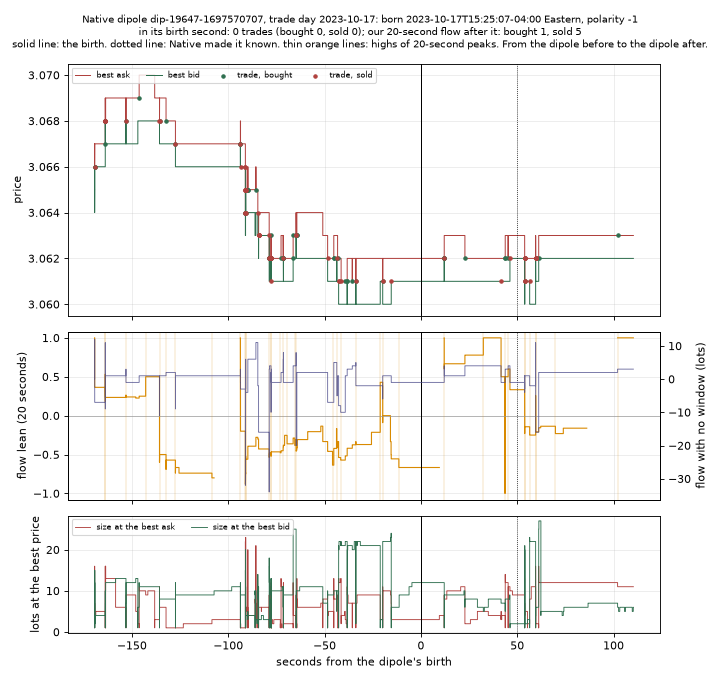 Native dipole dip-19647-1697570707, trade day 2023-10-17: born 2023-10-17T15:25:07-04:00 Eastern, polarity -1
in its birth second: 0 trades (bought 0, sold 0); our 20-second flow after it: bought 1, sold 5
solid line: the birth. dotted line: Native made it known. thin orange lines: highs of 20-second peaks. From the dipole before to the dipole after.
best ask
best bid
trade, bought
trade, sold
3.070
3.068
3.066
3.064
3.062
3.060
price
1.0
0.5
0.0
−0.5
−1.0
flow lean (20 seconds)
10
0
−10
−20
−30
flow with no window (lots)
size at the best ask
size at the best bid
20
10
0
lots at the best price
−150
−100
−50
0
50
100
seconds from the dipole's birth